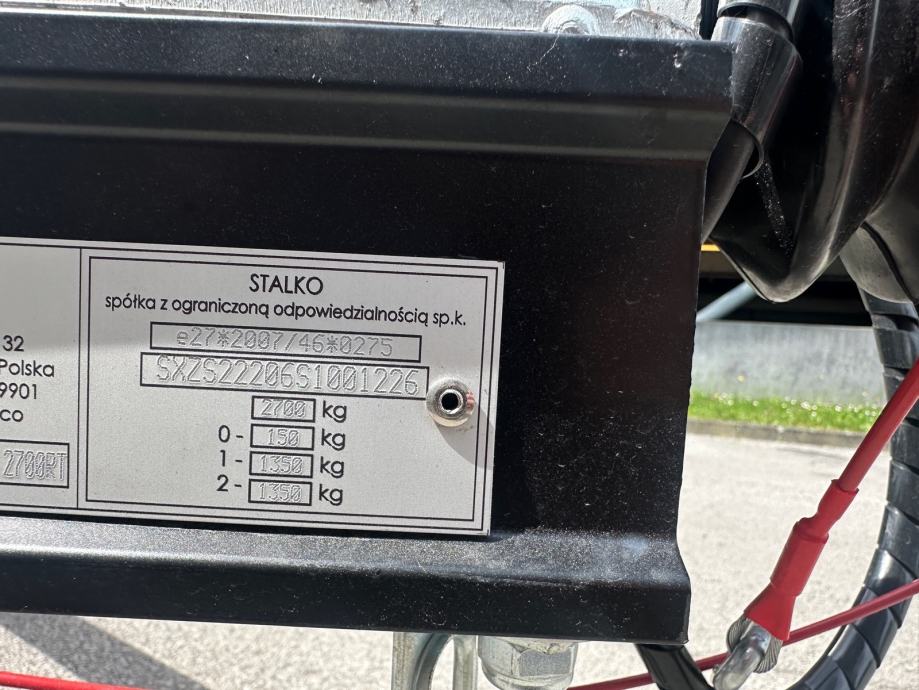 32
Polska
9901
co
2700RT
STALKO
spółka z ograniczoną odpowiedzialnością sp.k.
e27*2007/46*0275
SXZS22206S1001226
2700 kg
0 - 150 kg
1 - 1350 kg
2 - 1350 kg